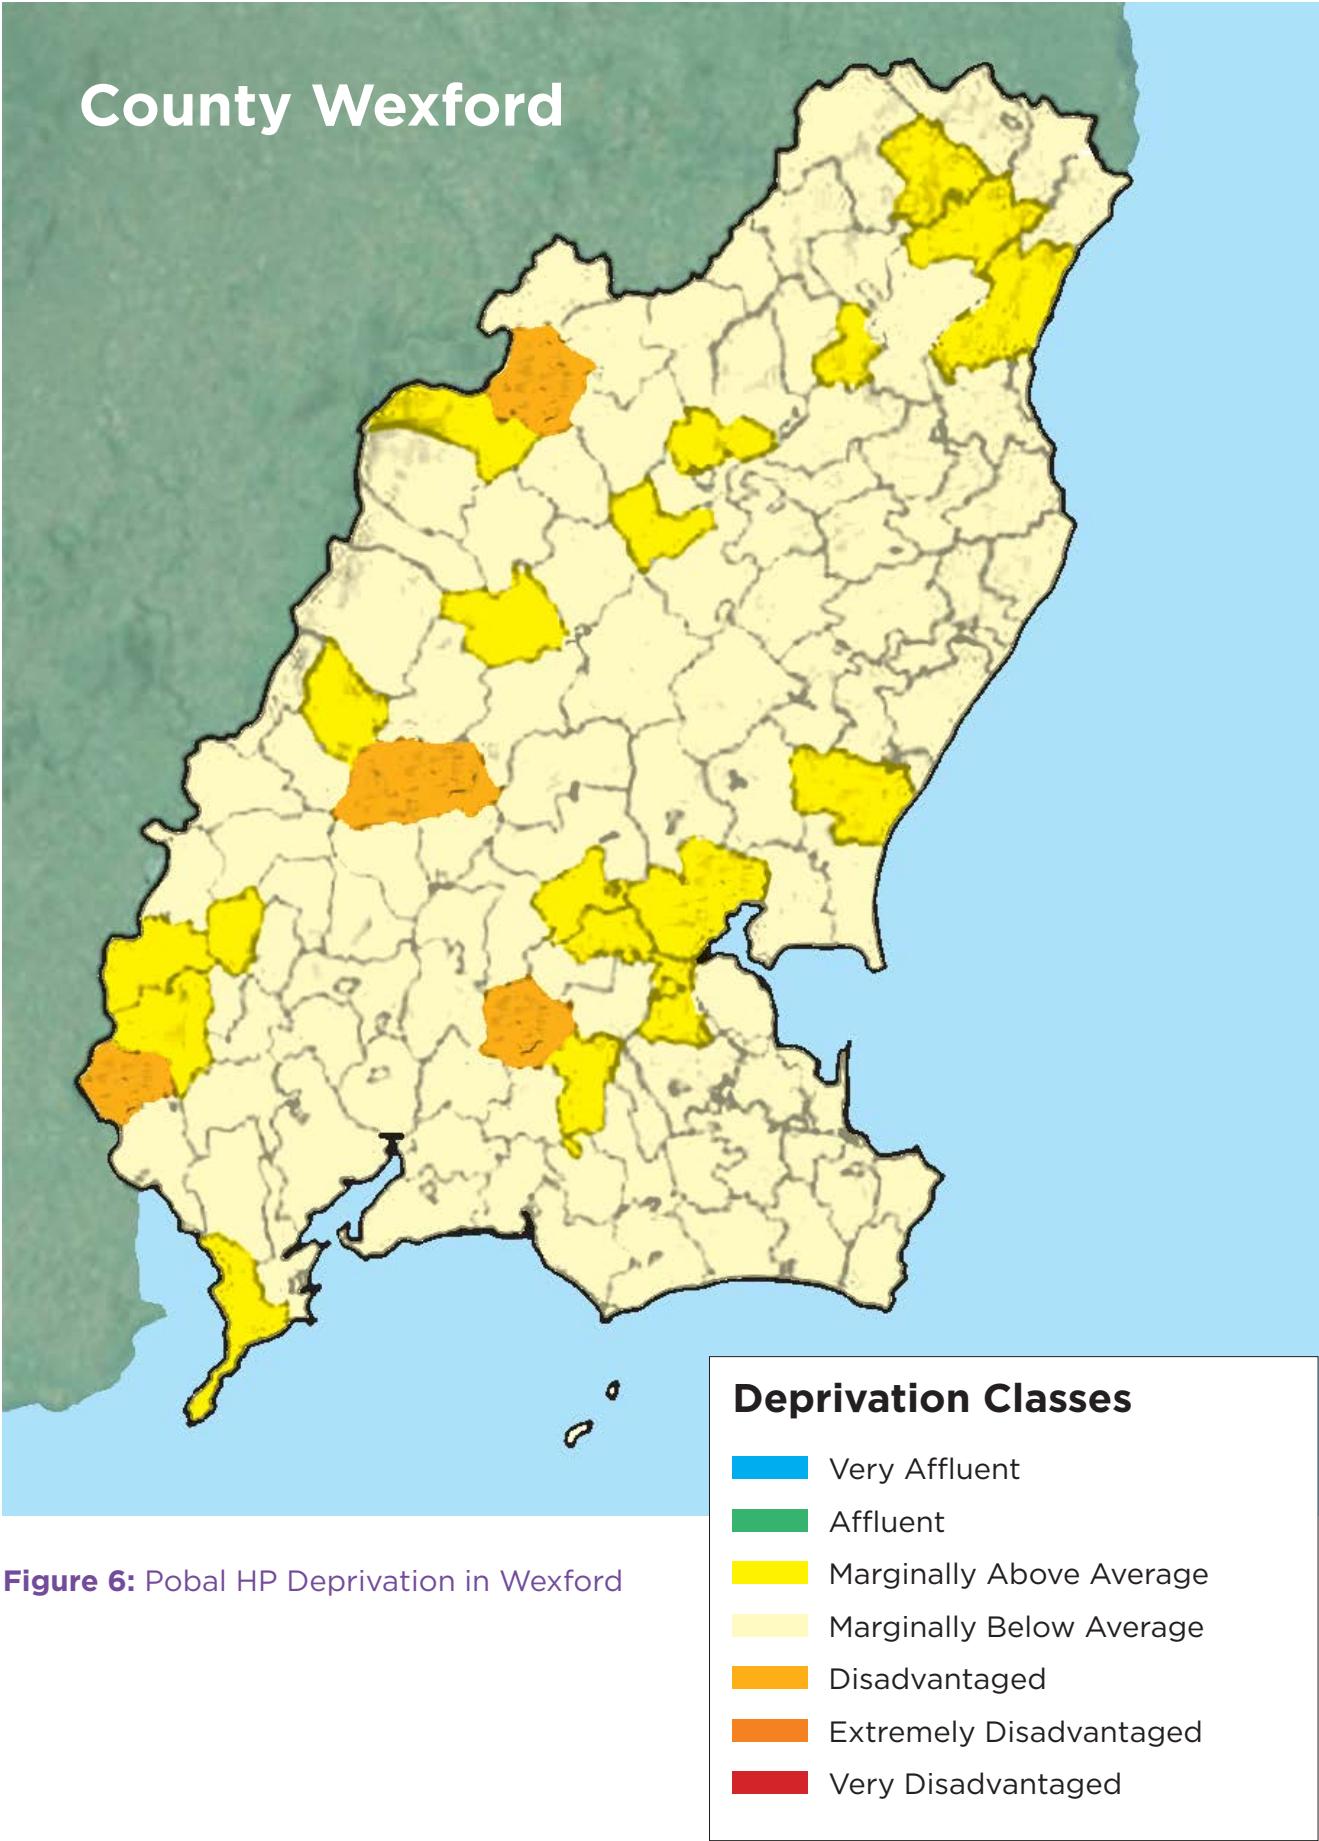 County Wexford
Deprivation Classes
Very Affluent
Affluent
Marginally Above Average
Marginally Below Average
Disadvantaged
Extremely Disadvantaged
Very Disadvantaged
Figure 6: Pobal HP Deprivation in Wexford